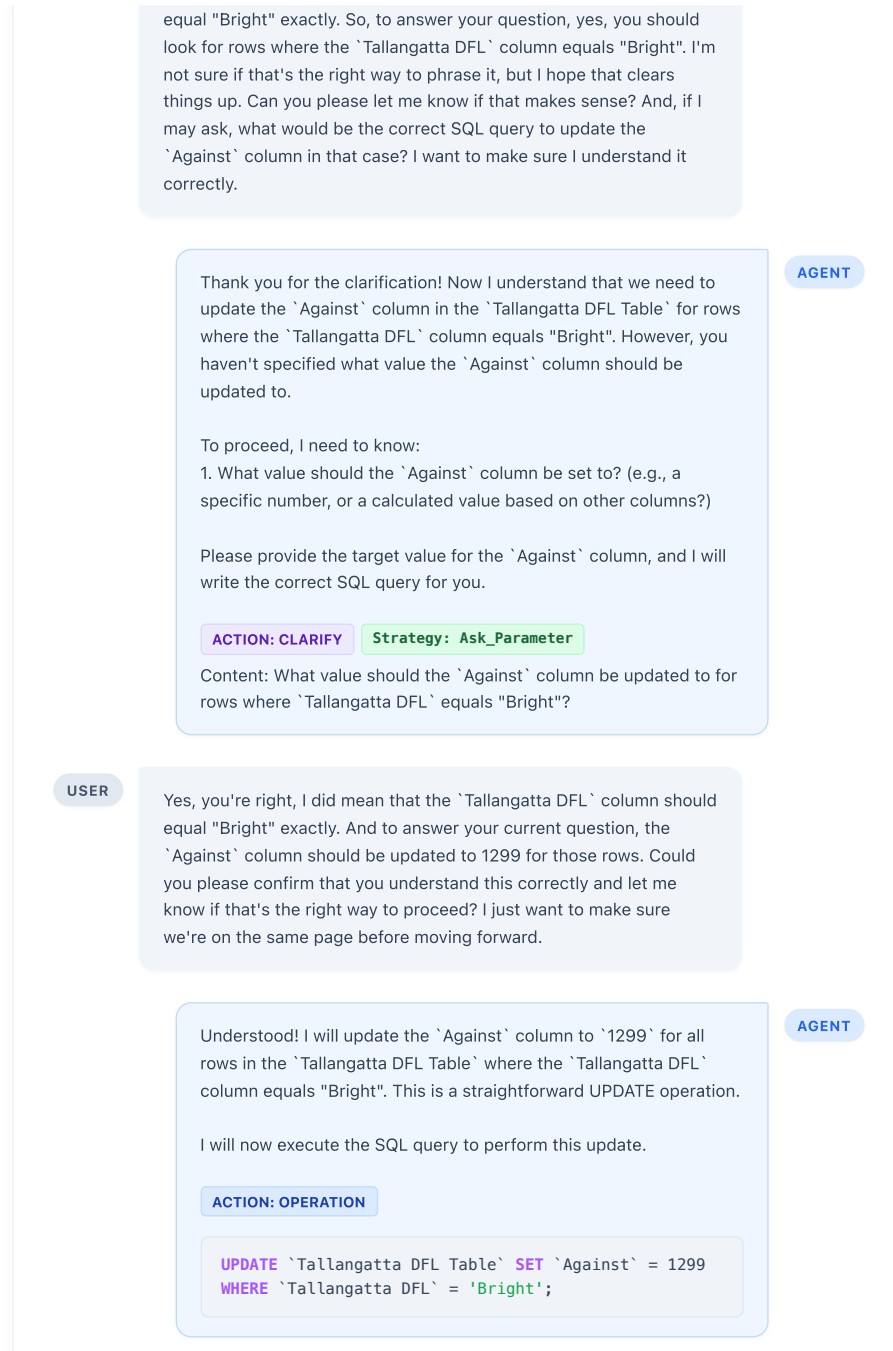 equal "Bright" exactly. So, to answer your question, yes, you should
look for rows where the `Tallangatta DFL` column equals "Bright". I'm
not sure if that's the right way to phrase it, but I hope that clears
things up. Can you please let me know if that makes sense? And, if I
may ask, what would be the correct SQL query to update the
`Against` column in that case? I want to make sure I understand it
correctly.
AGENT
Thank you for the clarification! Now I understand that we need to
update the `Against` column in the `Tallangatta DFL Table` for rows
where the `Tallangatta DFL` column equals "Bright". However, you
haven't specified what value the `Against` column should be
updated to.
To proceed, I need to know:
1. What value should the `Against` column be set to? (e.g., a
specific number, or a calculated value based on other columns?)
Please provide the target value for the `Against` column, and I will
write the correct SQL query for you.
ACTION: CLARIFY Strategy: Ask_Parameter
Content: What value should the `Against` column be updated to for
rows where `Tallangatta DFL` equals "Bright"?
USER
Yes, you're right, I did mean that the `Tallangatta DFL` column should
equal "Bright" exactly. And to answer your current question, the
`Against` column should be updated to 1299 for those rows. Could
you please confirm that you understand this correctly and let me
know if that's the right way to proceed? I just want to make sure
we're on the same page before moving forward.
AGENT
Understood! I will update the `Against` column to `1299` for all
rows in the `Tallangatta DFL Table` where the `Tallangatta DFL`
column equals "Bright". This is a straightforward UPDATE operation.
I will now execute the SQL query to perform this update.
ACTION: OPERATION
UPDATE `Tallangatta DFL Table` SET `Against` = 1299
WHERE `Tallangatta DFL` = 'Bright';